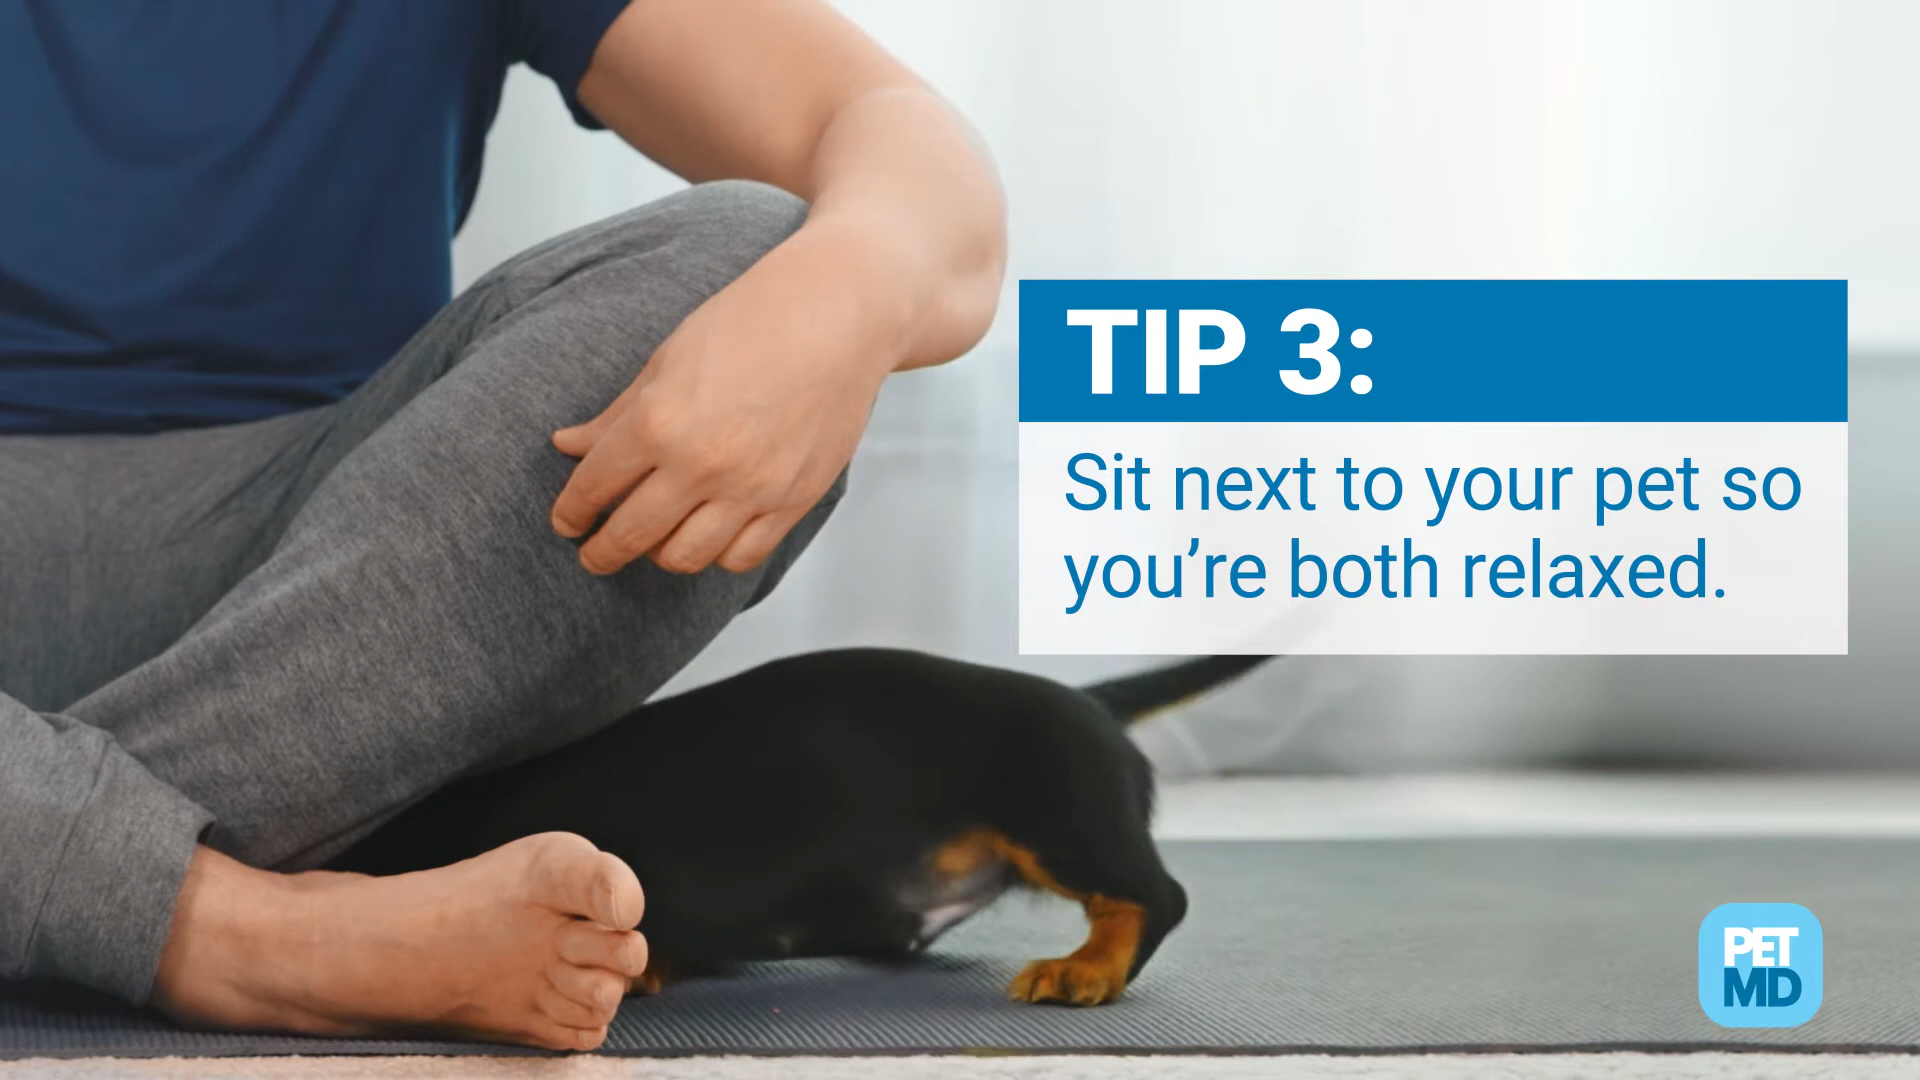 TIP 3:
Sit next to your pet so
you’re both relaxed.
PET
MD